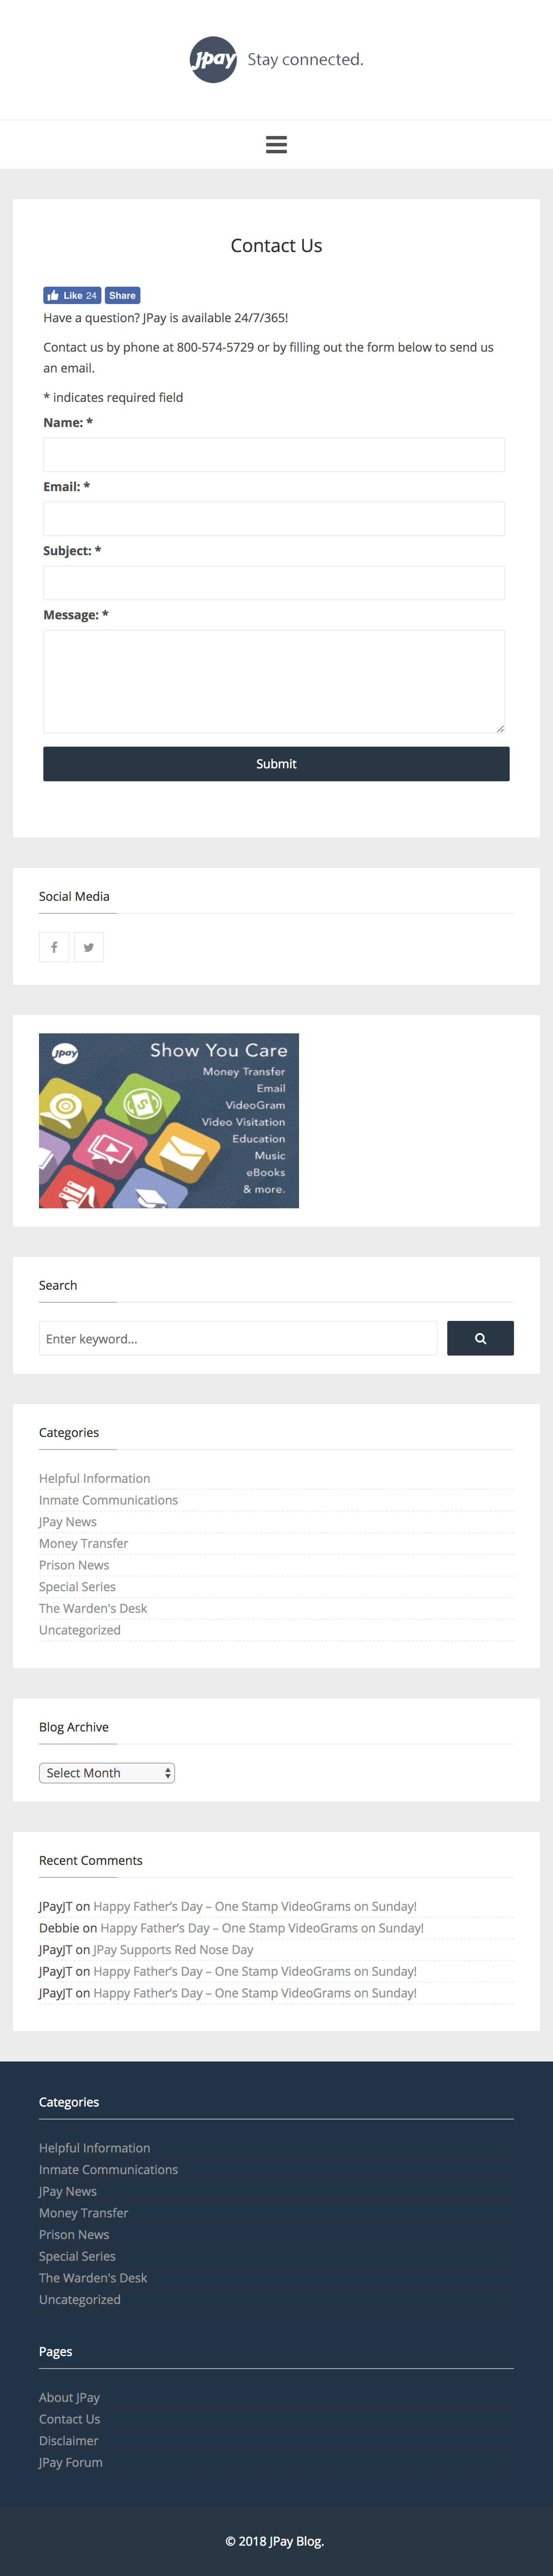 Jpay Stay connected.
Contact Us
Like 24 Share
Have a question? JPay is available 24/7/365!
Contact us by phone at 800-574-5729 or by filling out the form below to send us
an email.
* indicates required field
Name: *
Email: *
Subject: *
Message: *
Submit
Social Media
Jpay Show You Care
Money Transfer
Email
VideoGram
Video Visitation
Education
Music
eBooks
& more.
Search
Enter keyword...
Categories
Helpful Information
Inmate Communications
JPay News
Money Transfer
Prison News
Special Series
The Warden's Desk
Uncategorized
Blog Archive
Select Month
Recent Comments
JPayJT on Happy Father’s Day – One Stamp VideoGrams on Sunday!
Debbie on Happy Father’s Day – One Stamp VideoGrams on Sunday!
JPayJT on JPay Supports Red Nose Day
JPayJT on Happy Father’s Day – One Stamp VideoGrams on Sunday!
JPayJT on Happy Father’s Day – One Stamp VideoGrams on Sunday!
Categories
Helpful Information
Inmate Communications
JPay News
Money Transfer
Prison News
Special Series
The Warden's Desk
Uncategorized
Pages
About JPay
Contact Us
Disclaimer
JPay Forum
© 2018 JPay Blog.